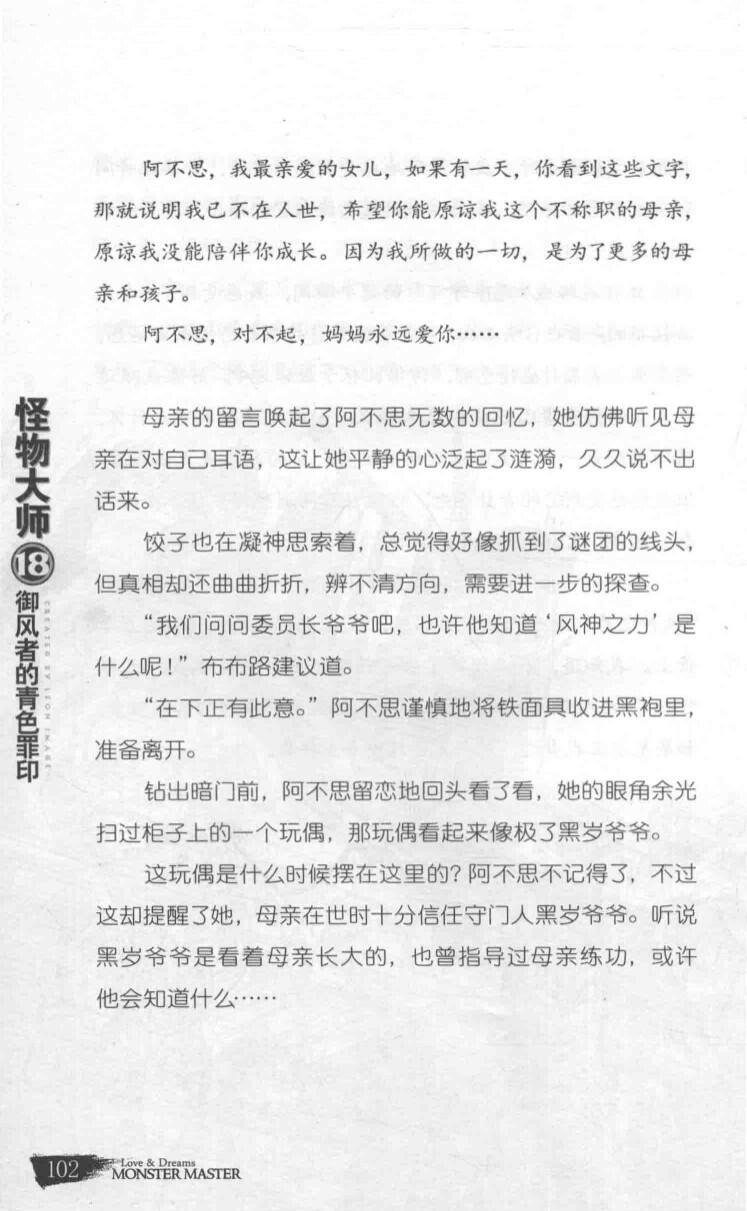 阿不思，我最亲爱的女儿，如果有一天，你看到这些文字，
那就说明我已不在人世，希望你能原谅我这个不称职的母亲，
原谅我没能陪伴你成长。因为我所做的一切，是为了更多的母
亲和孩子。
阿不思，对不起，妈妈永远爱你……
母亲的留言唤起了阿不思无数的回忆，她仿佛听见母
亲在对自己耳语，这让她平静的心泛起了涟漪，久久说不出
话来。
饺子也在凝神思索着，总觉得好像抓到了谜团的线头，
但真相却还曲曲折折，辨不清方向，需要进一步的探查。
“我们问问委员长爷爷吧，也许他知道‘风神之力’是
什么呢！”布布路建议道。
“在下正有此意。”阿不思谨慎地将铁面具收进黑袍里，
准备离开。
钻出暗门前，阿不思留恋地回头看了看，她的眼角余光
扫过柜子上的一个玩偶，那玩偶看起来像极了黑岁爷爷。
这玩偶是什么时候摆在这里的？阿不思不记得了，不过
这却提醒了她，母亲在世时十分信任守门人黑岁爷爷。听说
黑岁爷爷是看着母亲长大的，也曾指导过母亲练功，或许
他会知道什么……
怪物大师⑱御风者的青色罪印
CREATED BY LEON IMAGE
102
Love & Dreams
MONSTER MASTER